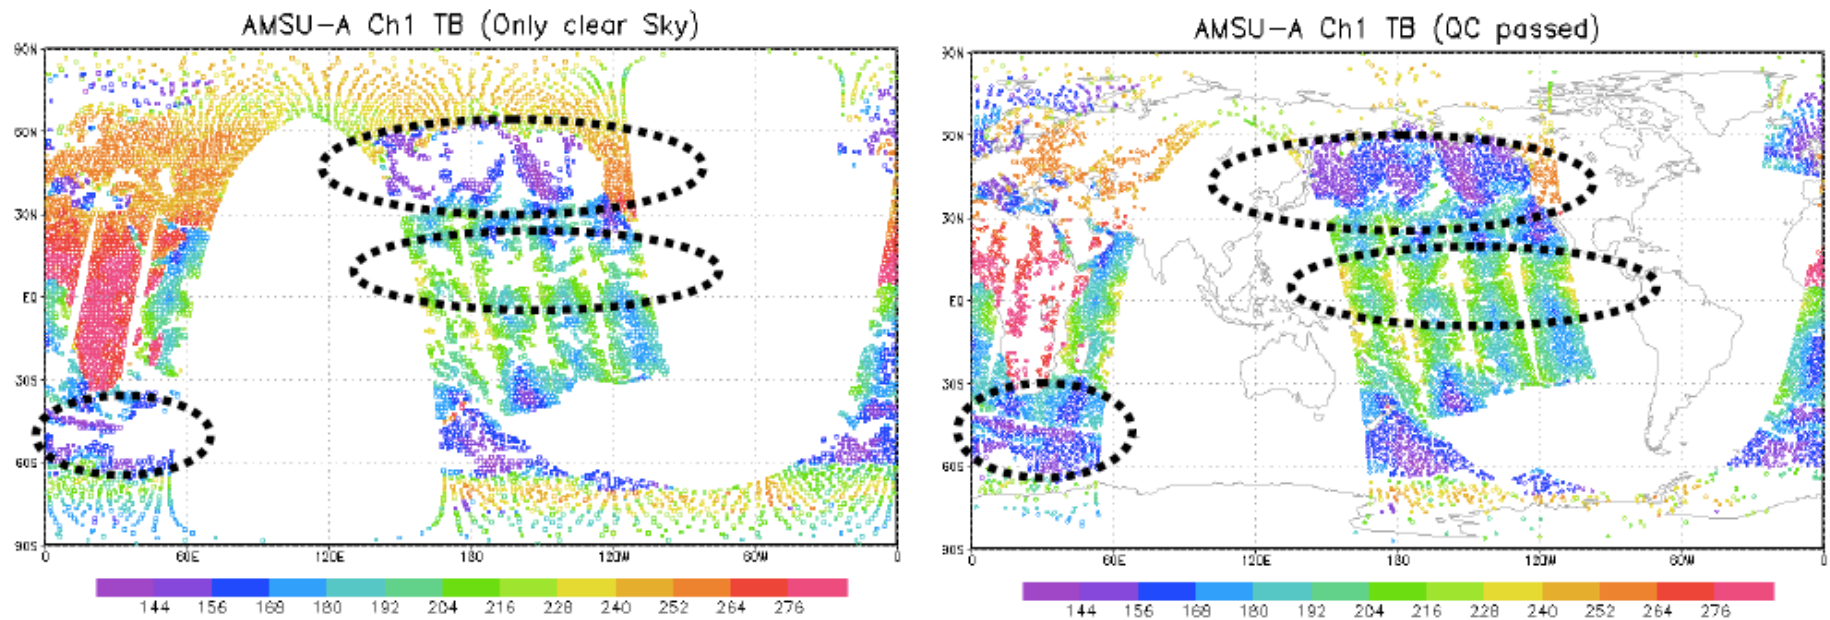 AMSU-A Ch1 TB (Only clear Sky)
90N
60N
30N
EQ
30S
60S
90S
0 60E 120E 180 120W 60W 0
144 156 168 180 192 204 216 228 240 252 264 276
AMSU-A Ch1 TB (QC passed)
90N
60N
30N
EQ
30S
60S
90S
0 60E 120E 180 120W 60W 0
144 156 168 180 192 204 216 228 240 252 264 276